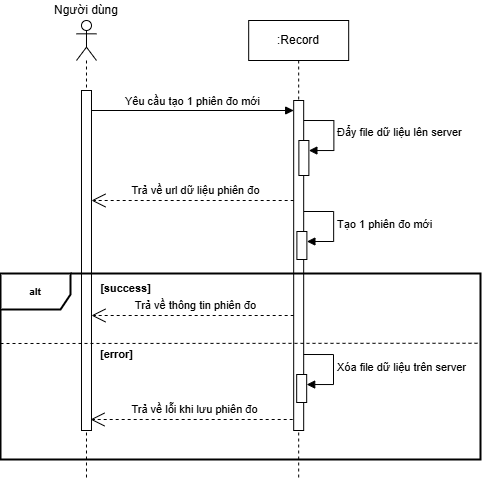 Người dùng
:Record
Yêu cầu tạo 1 phiên đo mới
Đẩy file dữ liệu lên server
Trả về url dữ liệu phiên đo
Tạo 1 phiên đo mới
alt
[success]
Trả về thông tin phiên đo
[error]
Xóa file dữ liệu trên server
Trả về lỗi khi lưu phiên đo